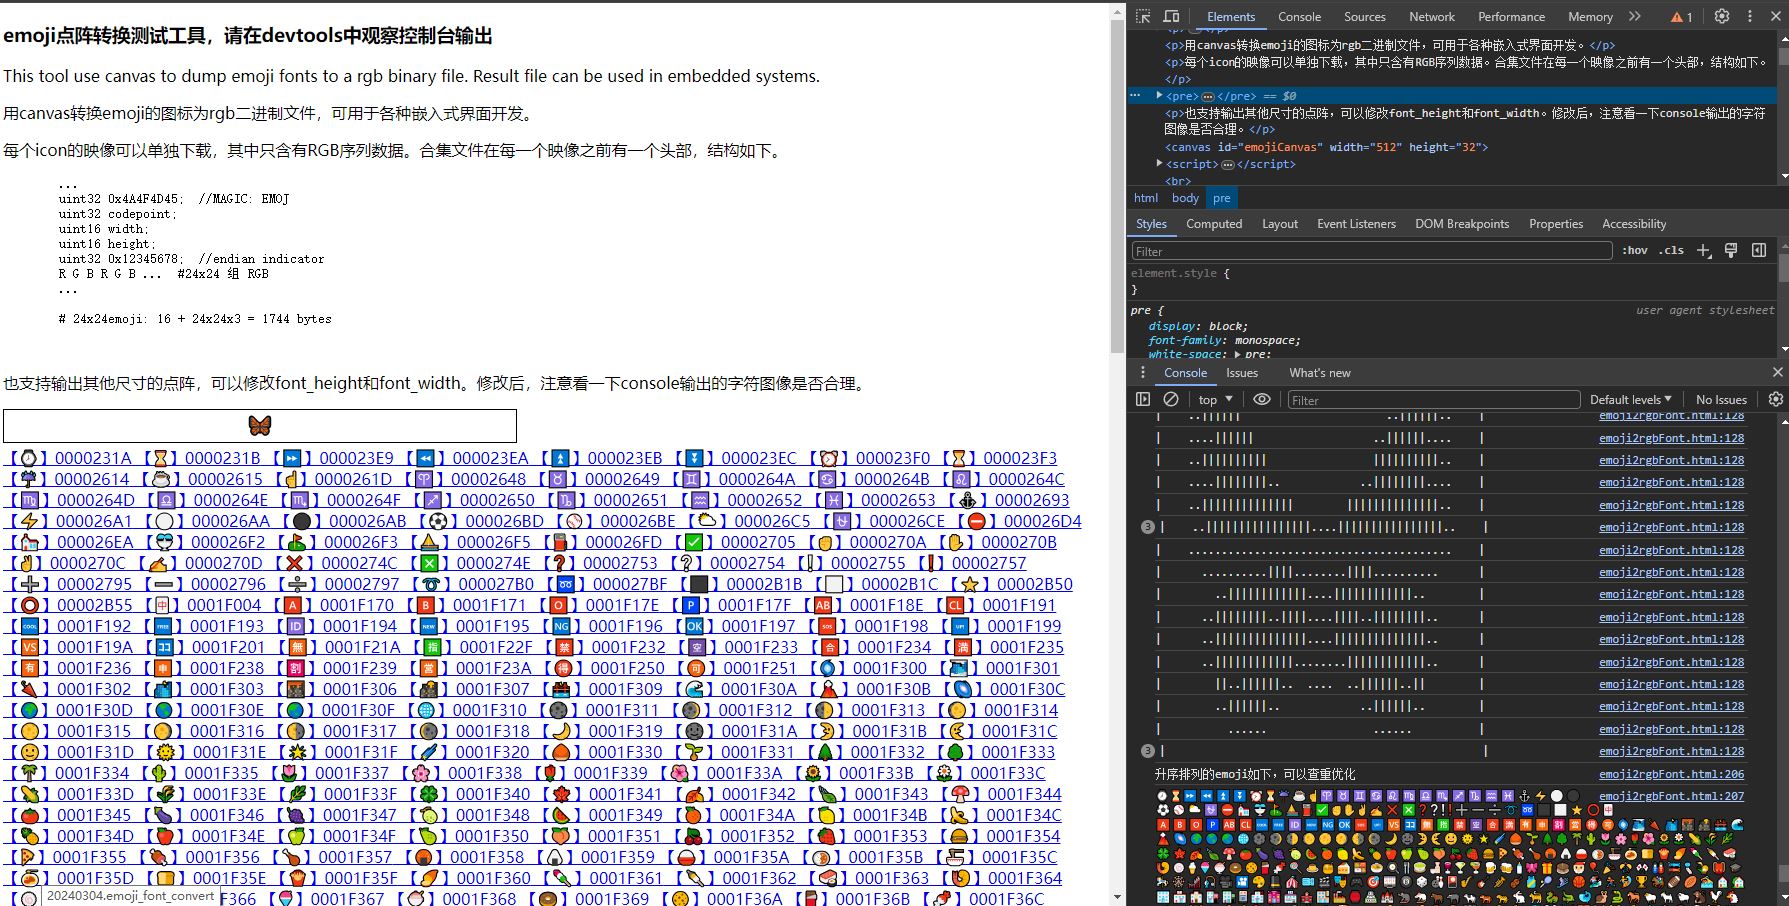 emoji点阵转换测试工具，请在devtools中观察控制台输出
This tool use canvas to dump emoji fonts to a rgb binary file. Result file can be used in embedded systems.
用canvas转换emoji的图标为rgb二进制文件，可用于各种嵌入式界面开发。
每个icon的映像可以单独下载，其中只含有RGB序列数据。合集文件在每一个映像之前有一个头部，结构如下。
...
uint32 0x4A4F4D45;  //MAGIC: EMOJ
uint32 codepoint;
uint16 width;
uint16 height;
uint32 0x12345678;  //endian indicator
R G B R G B ...  #24x24 组 RGB
...
# 24x24emoji: 16 + 24x24x3 = 1744 bytes
也支持输出其他尺寸的点阵，可以修改font_height和font_width。修改后，注意看一下console输出的字符图像是否合理。
【⌚】0000231A【⌛】0000231B【⏩】000023E9【⏪】000023EA【⏫】000023EB【⏬】000023EC【⏰】000023F0【⏳】000023F3
【☔】00002614【☕】00002615【☝】0000261D【♈】00002648【♉】00002649【♊】0000264A【♋】0000264B【♌】0000264C
【♍】0000264D【♎】0000264E【♏】0000264F【♐】00002650【♑】00002651【♒】00002652【♓】00002653【⚓】00002693
【⚡】000026A1【⚪】000026AA【⚫】000026AB【⚽】000026BD【⚾】000026BE【⛅】000026C5【⛎】000026CE【⛔】000026D4
【⛪】000026EA【⛲】000026F2【⛳】000026F3【⛵】000026F5【⛽】000026FD【✅】00002705【✊】0000270A【✋】0000270B
【✌】0000270C【✍】0000270D【❌】0000274C【❎】0000274E【❓】00002753【❔】00002754【❕】00002755【❗】00002757
【➕】00002795【➖】00002796【➗】00002797【➰】000027B0【➿】000027BF【⬛】00002B1B【⬜】00002B1C【⭐】00002B50
【⭕】00002B55【🀄】0001F004【🅰】0001F170【🅱】0001F171【🅾】0001F17E【🅿】0001F17F【🆎】0001F18E【🆑】0001F191
【🆒】0001F192【🆓】0001F193【🆔】0001F194【🆕】0001F195【🆖】0001F196【🆗】0001F197【🆘】0001F198【🆙】0001F199
【🆚】0001F19A【🈁】0001F201【🈚】0001F21A【🈯】0001F22F【🈲】0001F232【🈳】0001F233【🈴】0001F234【🈵】0001F235
【🈶】0001F236【🈸】0001F238【🈹】0001F239【🈺】0001F23A【🉐】0001F250【🉑】0001F251【🌀】0001F300【🌁】0001F301
【🌂】0001F302【🌃】0001F303【🌆】0001F306【🌇】0001F307【🌉】0001F309【🌊】0001F30A【🌋】0001F30B【🌌】0001F30C
【🌍】0001F30D【🌎】0001F30E【🌏】0001F30F【🌐】0001F310【🌑】0001F311【🌒】0001F312【🌓】0001F313【🌔】0001F314
【🌕】0001F315【🌖】0001F316【🌗】0001F317【🌘】0001F318【🌙】0001F319【🌚】0001F31A【🌛】0001F31B【🌜】0001F31C
【🌝】0001F31D【🌞】0001F31E【🌟】0001F31F【🌠】0001F320【🌰】0001F330【🌱】0001F331【🌲】0001F332【🌳】0001F333
【🌴】0001F334【🌵】0001F335【🌷】0001F337【🌸】0001F338【🌹】0001F339【🌺】0001F33A【🌻】0001F33B【🌼】0001F33C
【🌽】0001F33D【🌾】0001F33E【🌿】0001F33F【🍀】0001F340【🍁】0001F341【🍂】0001F342【🍃】0001F343【🍄】0001F344
【🍅】0001F345【🍆】0001F346【🍇】0001F347【🍈】0001F348【🍉】0001F349【🍊】0001F34A【🍋】0001F34B【🍌】0001F34C
【🍍】0001F34D【🍎】0001F34E【🍏】0001F34F【🍐】0001F350【🍑】0001F351【🍒】0001F352【🍓】0001F353【🍔】0001F354
【🍕】0001F355【🍖】0001F356【🍗】0001F357【🍘】0001F358【🍙】0001F359【🍚】0001F35A【🍛】0001F35B【🍜】0001F35C
【🍝】0001F35D【🍞】0001F35E【🍟】0001F35F【🍠】0001F360【🍡】0001F361【🍢】0001F362【🍣】0001F363【🍤】0001F364
20240304.emoji_font_convert
F366【🍧】0001F367【🍨】0001F368【🍩】0001F369【🍪】0001F36A【🍫】0001F36B【🍬】0001F36C
Elements Console Sources Network Performance Memory 1
<p>用canvas转换emoji的图标为rgb二进制文件，可用于各种嵌入式界面开发。</p>
<p>每个icon的映像可以单独下载，其中只含有RGB序列数据。合集文件在每一个映像之前有一个头部，结构如下。
</p>
<pre>…</pre> == $0
<p>也支持输出其他尺寸的点阵，可以修改font_height和font_width。修改后，注意看一下console输出的字符
图像是否合理。</p>
<canvas id="emojiCanvas" width="512" height="32">
<script>…</script>
<br>
html body pre
Styles Computed Layout Event Listeners DOM Breakpoints Properties Accessibility
Filter :hov .cls
element.style {
}
pre { user agent stylesheet
display: block;
font-family: monospace;
white-space: pre;
Console Issues What's new
top Filter Default levels No Issues
emoji2rgbFont.html:128
emoji2rgbFont.html:128
emoji2rgbFont.html:128
emoji2rgbFont.html:128
emoji2rgbFont.html:128
3 emoji2rgbFont.html:128
emoji2rgbFont.html:128
emoji2rgbFont.html:128
emoji2rgbFont.html:128
emoji2rgbFont.html:128
emoji2rgbFont.html:128
emoji2rgbFont.html:128
emoji2rgbFont.html:128
emoji2rgbFont.html:128
emoji2rgbFont.html:128
3 emoji2rgbFont.html:128
升序排列的emoji如下，可以查重优化 emoji2rgbFont.html:206
emoji2rgbFont.html:207